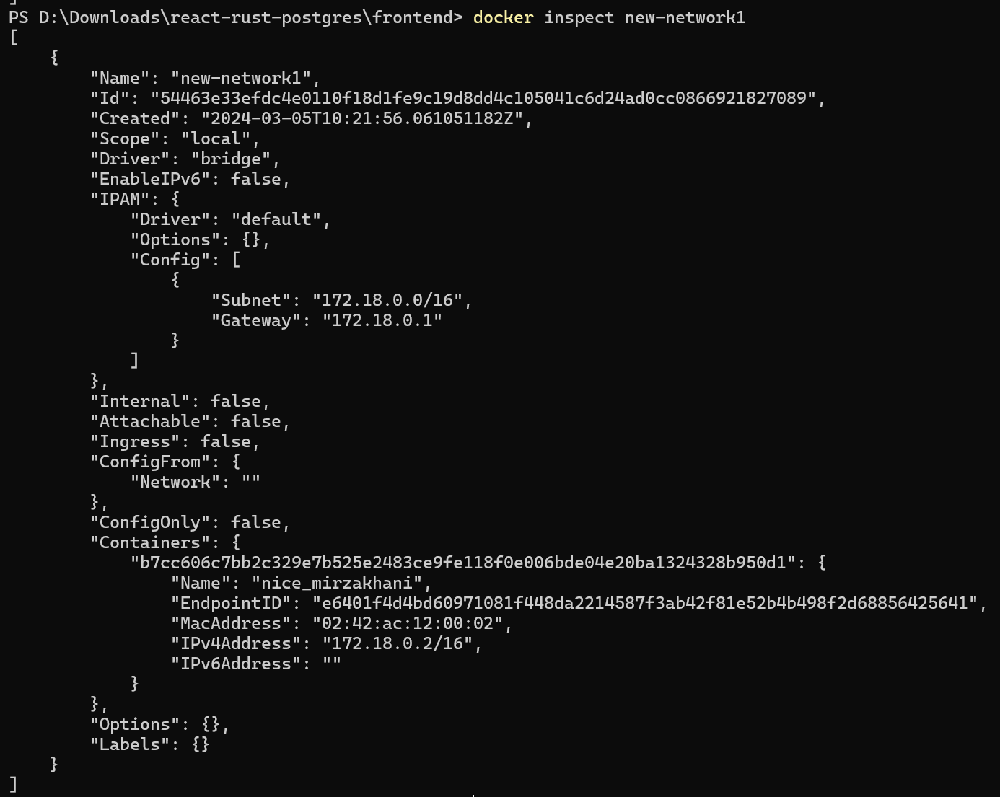 ]
PS D:\Downloads\react-rust-postgres\frontend> docker inspect new-network1
[
    {
        "Name": "new-network1",
        "Id": "54463e33efdc4e0110f18d1fe9c19d8dd4c105041c6d24ad0cc0866921827089",
        "Created": "2024-03-05T10:21:56.061051182Z",
        "Scope": "local",
        "Driver": "bridge",
        "EnableIPv6": false,
        "IPAM": {
            "Driver": "default",
            "Options": {},
            "Config": [
                {
                    "Subnet": "172.18.0.0/16",
                    "Gateway": "172.18.0.1"
                }
            ]
        },
        "Internal": false,
        "Attachable": false,
        "Ingress": false,
        "ConfigFrom": {
            "Network": ""
        },
        "ConfigOnly": false,
        "Containers": {
            "b7cc606c7bb2c329e7b525e2483ce9fe118f0e006bde04e20ba1324328b950d1": {
                "Name": "nice_mirzakhani",
                "EndpointID": "e6401f4d4bd60971081f448da2214587f3ab42f81e52b4b498f2d68856425641",
                "MacAddress": "02:42:ac:12:00:02",
                "IPv4Address": "172.18.0.2/16",
                "IPv6Address": ""
            }
        },
        "Options": {},
        "Labels": {}
    }
]